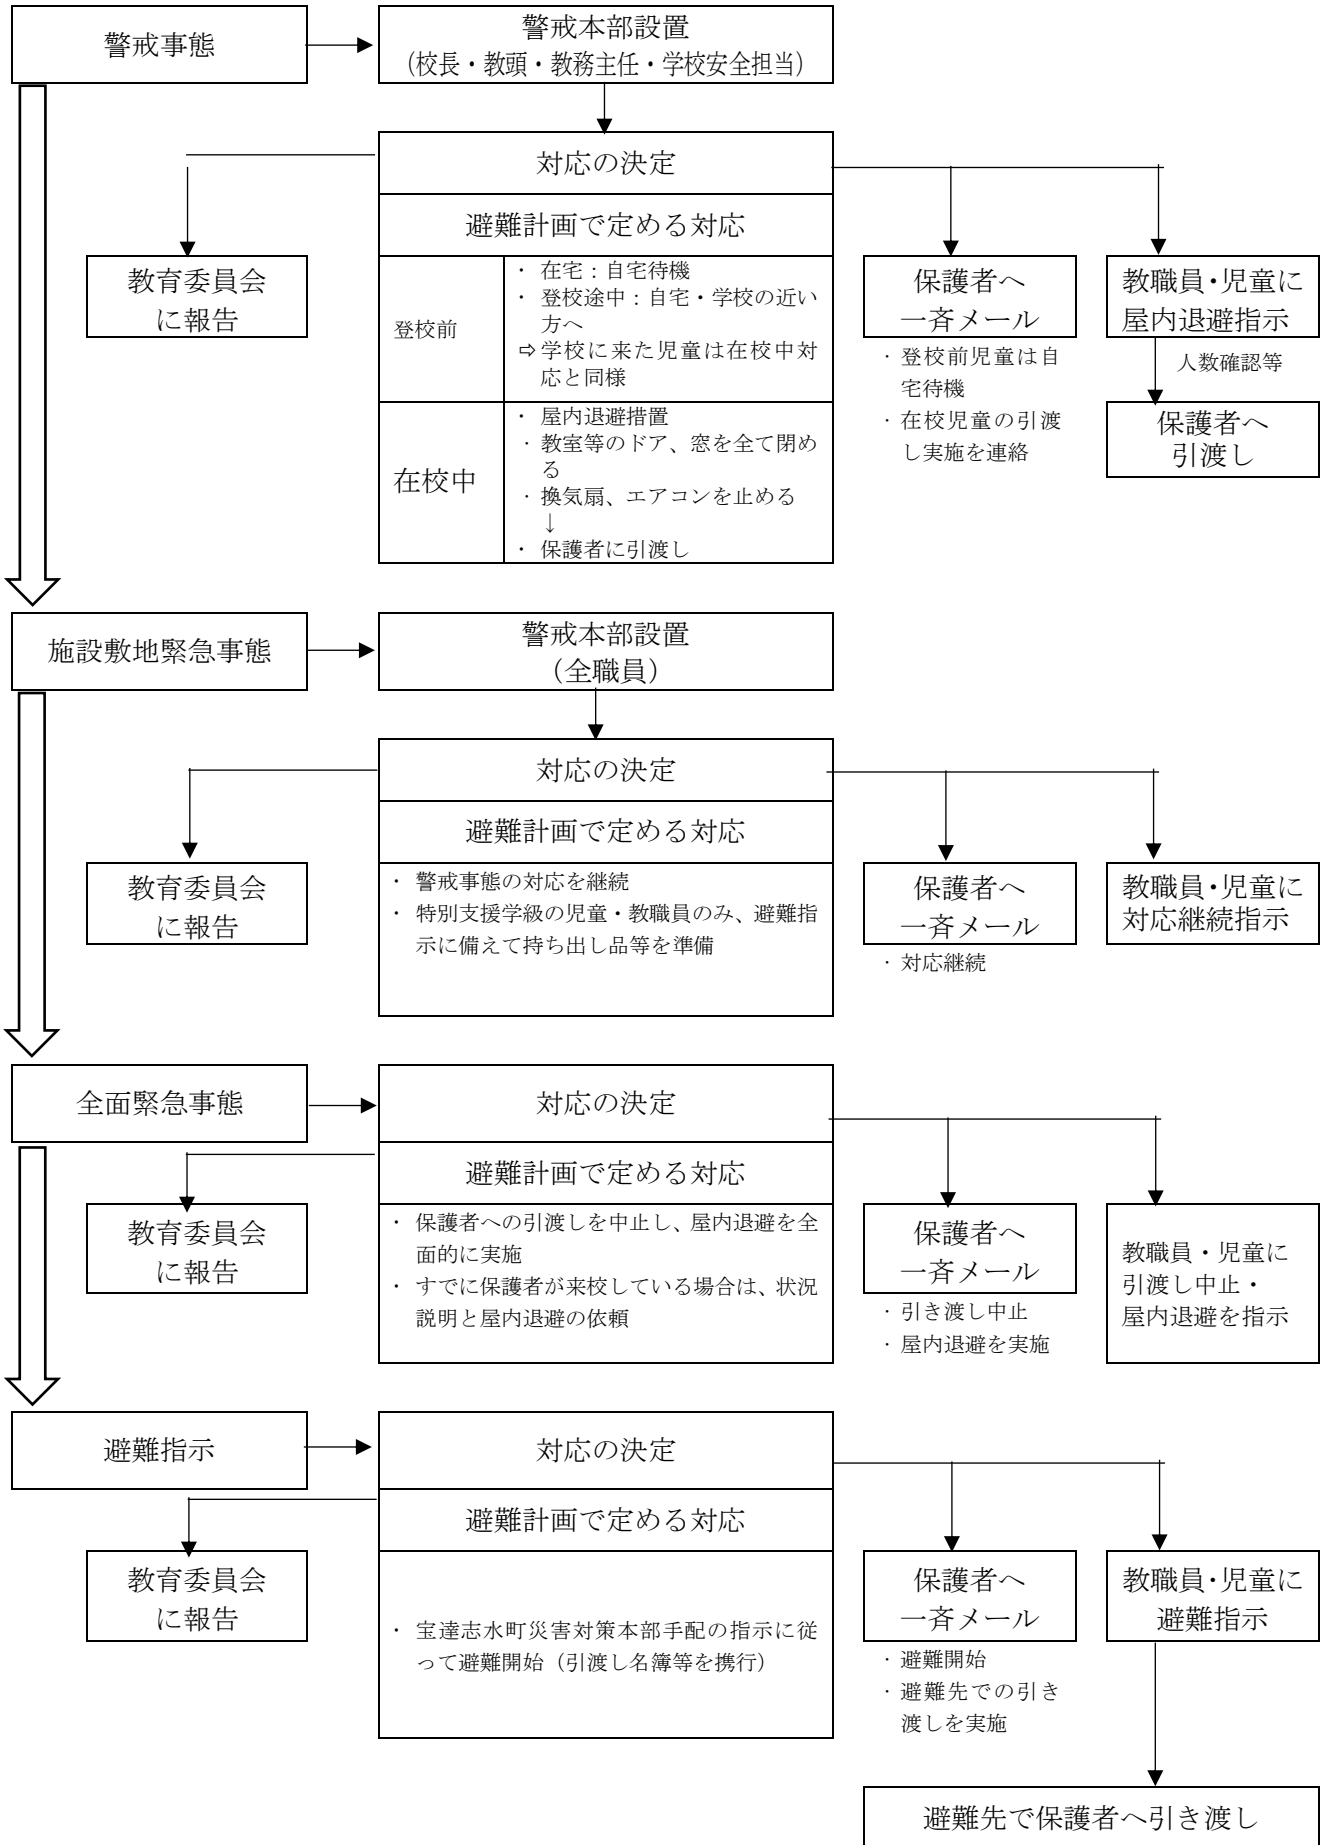 警戒事態
警戒本部設置
（校長・教頭・教務主任・学校安全担当）
対応の決定
避難計画で定める対応
教育委員会
に報告
登校前
・ 在宅：自宅待機
・ 登校途中：自宅・学校の近い
方へ
⇨学校に来た児童は在校中対
応と同様
在校中
・ 屋内退避措置
・教室等のドア、窓を全て閉め
る
・換気扇、エアコンを止める
↓
・ 保護者に引渡し
保護者へ
一斉メール
・登校前児童は自
宅待機
・在校児童の引渡
し実施を連絡
教職員・児童に
屋内退避指示
人数確認等
保護者へ
引渡し
施設敷地緊急事態
警戒本部設置
（全職員）
対応の決定
避難計画で定める対応
教育委員会
に報告
・ 警戒事態の対応を継続
・ 特別支援学級の児童・教職員のみ、避難指
示に備えて持ち出し品等を準備
保護者へ
一斉メール
・対応継続
教職員・児童に
対応継続指示
全面緊急事態
対応の決定
避難計画で定める対応
教育委員会
に報告
・ 保護者への引渡しを中止し、屋内退避を全
面的に実施
・ すでに保護者が来校している場合は、状況
説明と屋内退避の依頼
保護者へ
一斉メール
・引き渡し中止
・屋内退避を実施
教職員・児童に
引渡し中止・
屋内退避を指示
避難指示
対応の決定
避難計画で定める対応
教育委員会
に報告
・ 宝達志水町災害対策本部手配の指示に従
って避難開始（引渡し名簿等を携行）
保護者へ
一斉メール
・避難開始
・避難先での引き
渡しを実施
教職員・児童に
避難指示
避難先で保護者へ引き渡し